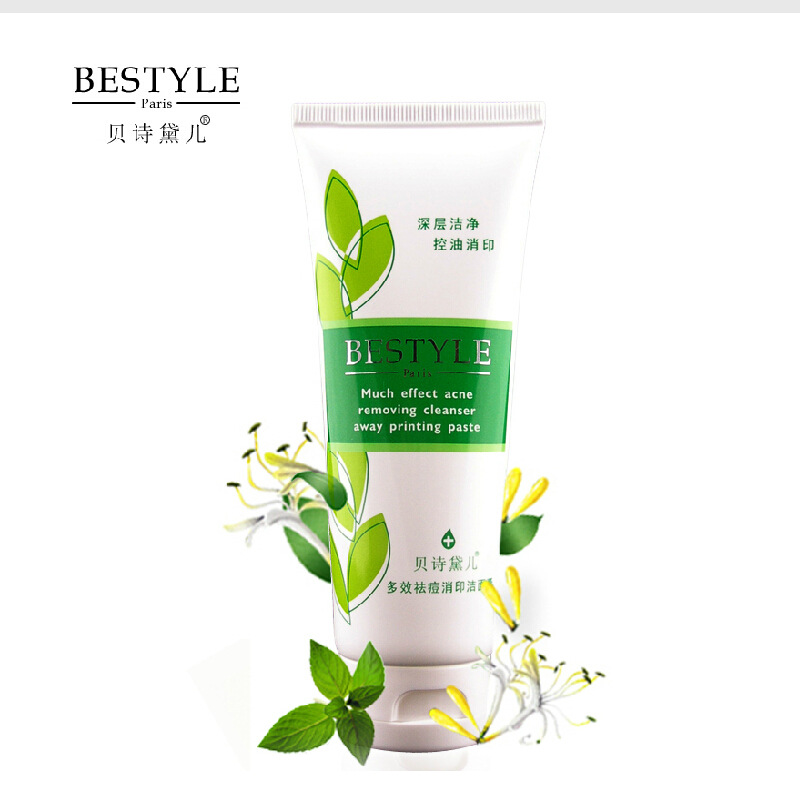 BESTYLE
Paris
贝诗黛儿®
深层洁净
控油消印
BESTYLE
Paris
Much effect acne
removing cleanser
away printing paste
贝诗黛儿®
多效祛痘消印洁面